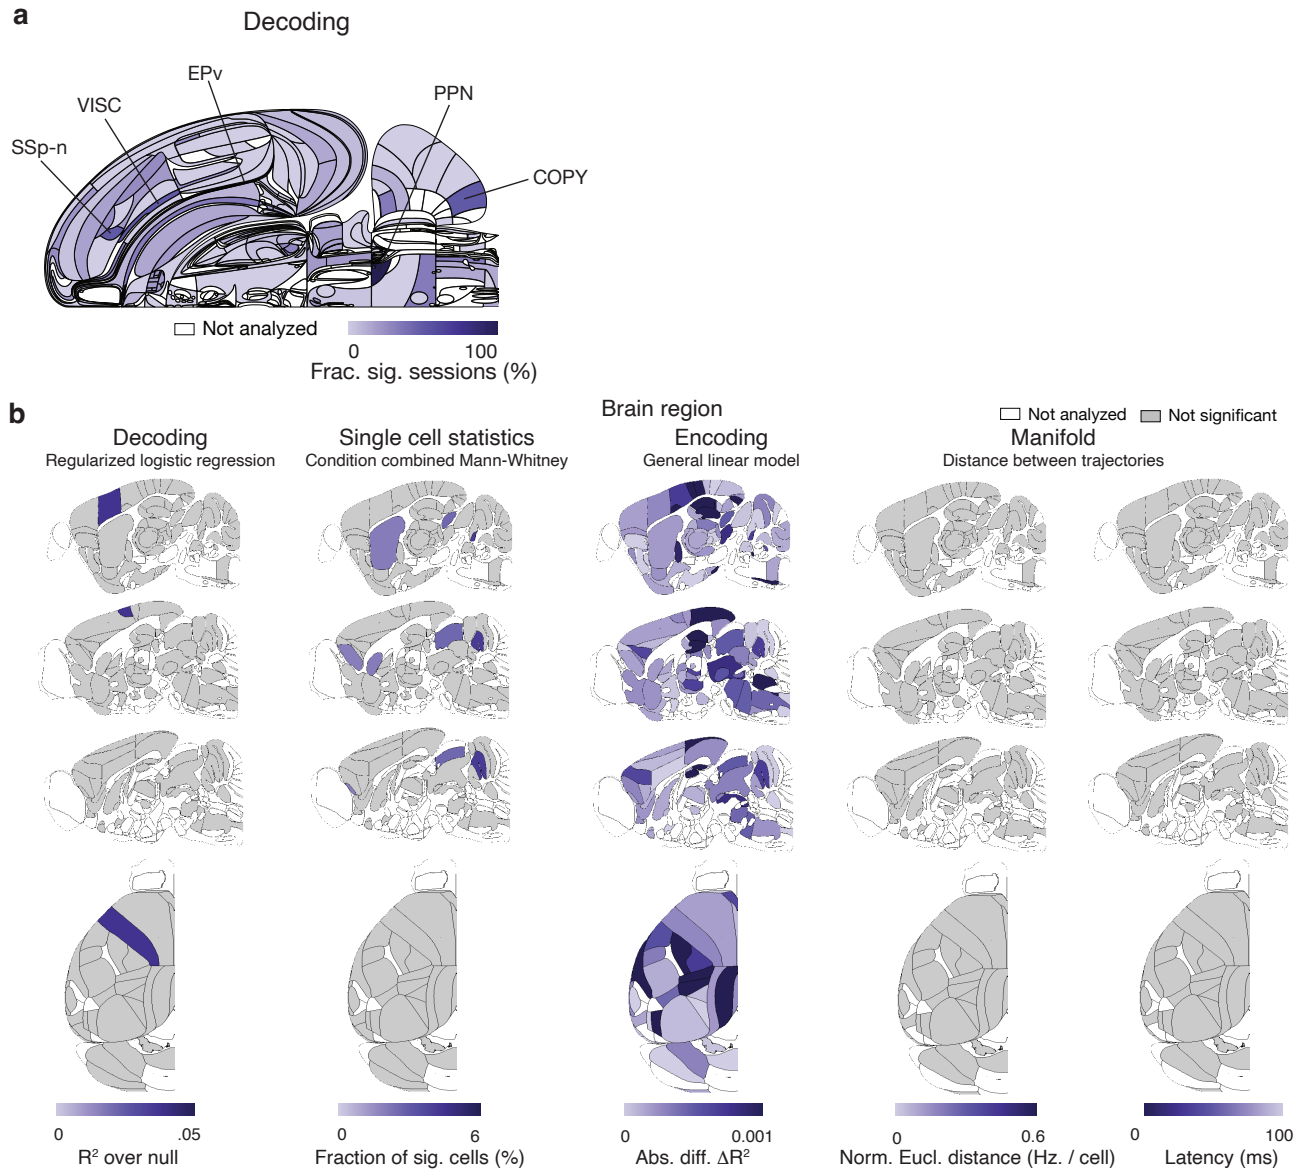 a
Decoding
EPv
VISC
PPN
SSp-n
COPY
Not analyzed
0 100
Frac. sig. sessions (%)
b
Brain region
Not analyzed Not significant
Decoding
Regularized logistic regression
Single cell statistics
Condition combined Mann-Whitney
Encoding
General linear model
Manifold
Distance between trajectories
0 .05
R² over null
0 6
Fraction of sig. cells (%)
0 0.001
Abs. diff. ΔR²
0 0.6
Norm. Eucl. distance (Hz. / cell)
0 100
Latency (ms)